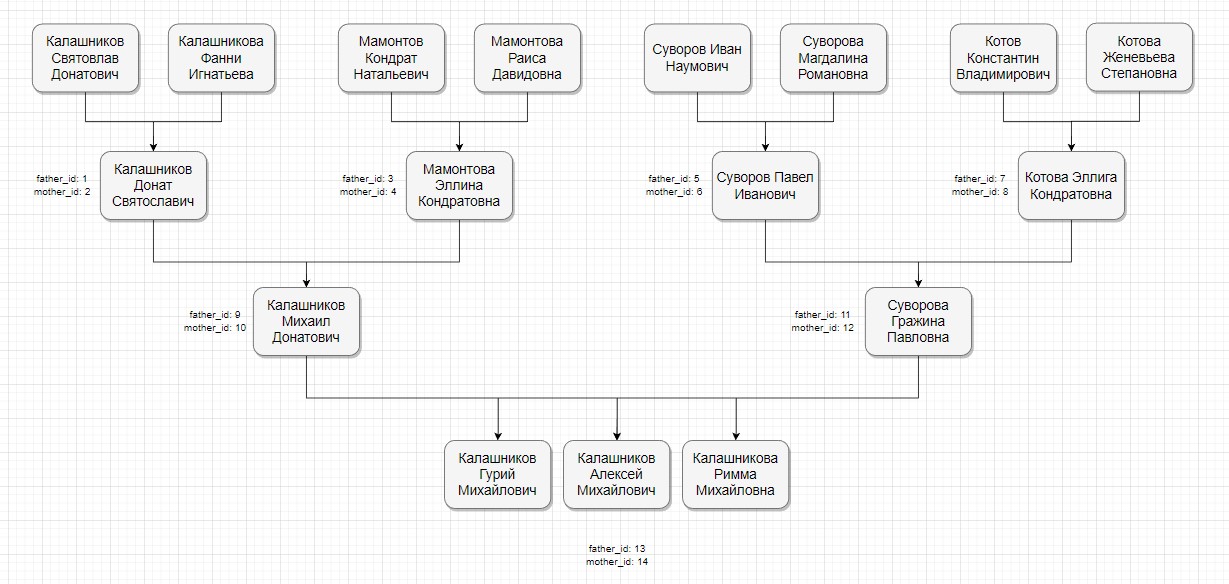 Калашников
Святовлав
Донатович
Калашникова
Фанни
Игнатьева
Мамонтов
Кондрат
Натальевич
Мамонтова
Раиса
Давидовна
Суворов Иван
Наумович
Суворова
Магдалина
Романовна
Котов
Константин
Владимирович
Котова
Женевьева
Степановна
father_id: 1
mother_id: 2
Калашников
Донат
Святославич
father_id: 3
mother_id: 4
Мамонтова
Эллина
Кондратовна
father_id: 5
mother_id: 6
Суворов Павел
Иванович
father_id: 7
mother_id: 8
Котова Эллига
Кондратовна
father_id: 9
mother_id: 10
Калашников
Михаил
Донатович
father_id: 11
mother_id: 12
Суворова
Гражина
Павловна
Калашников
Гурий
Михайлович
Калашников
Алексей
Михайлович
Калашникова
Римма
Михайловна
father_id: 13
mother_id: 14